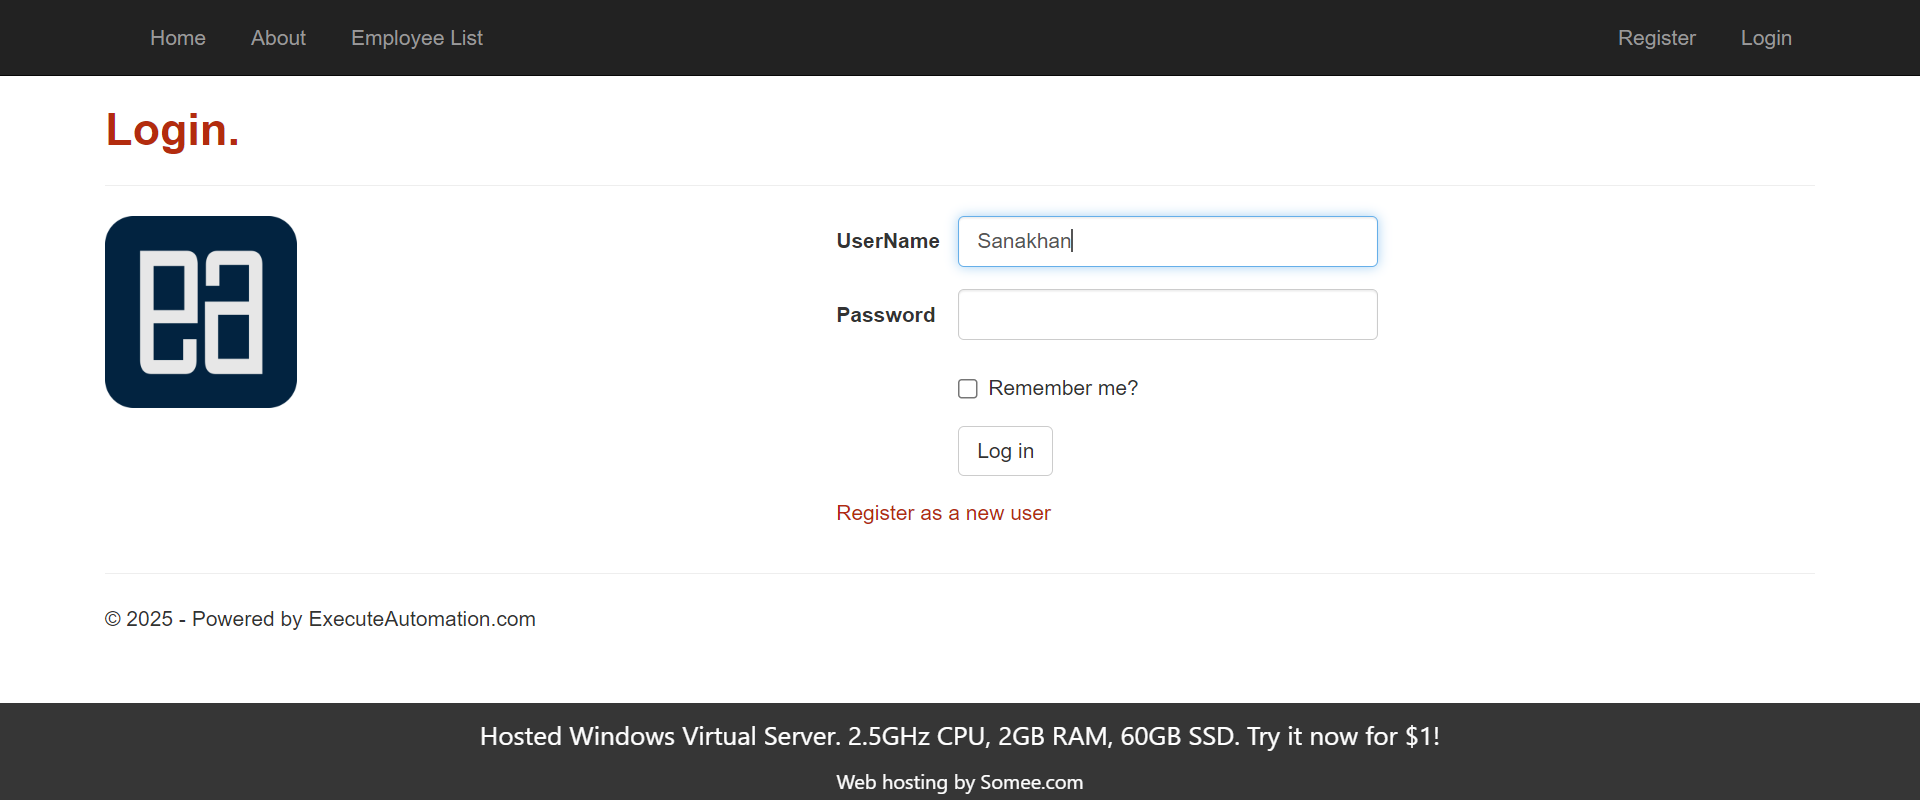 Home About Employee List Register Login
Login.
ea
UserName Sanakhan
Password
Remember me?
Log in
Register as a new user
© 2025 - Powered by ExecuteAutomation.com
Hosted Windows Virtual Server. 2.5GHz CPU, 2GB RAM, 60GB SSD. Try it now for $1!
Web hosting by Somee.com